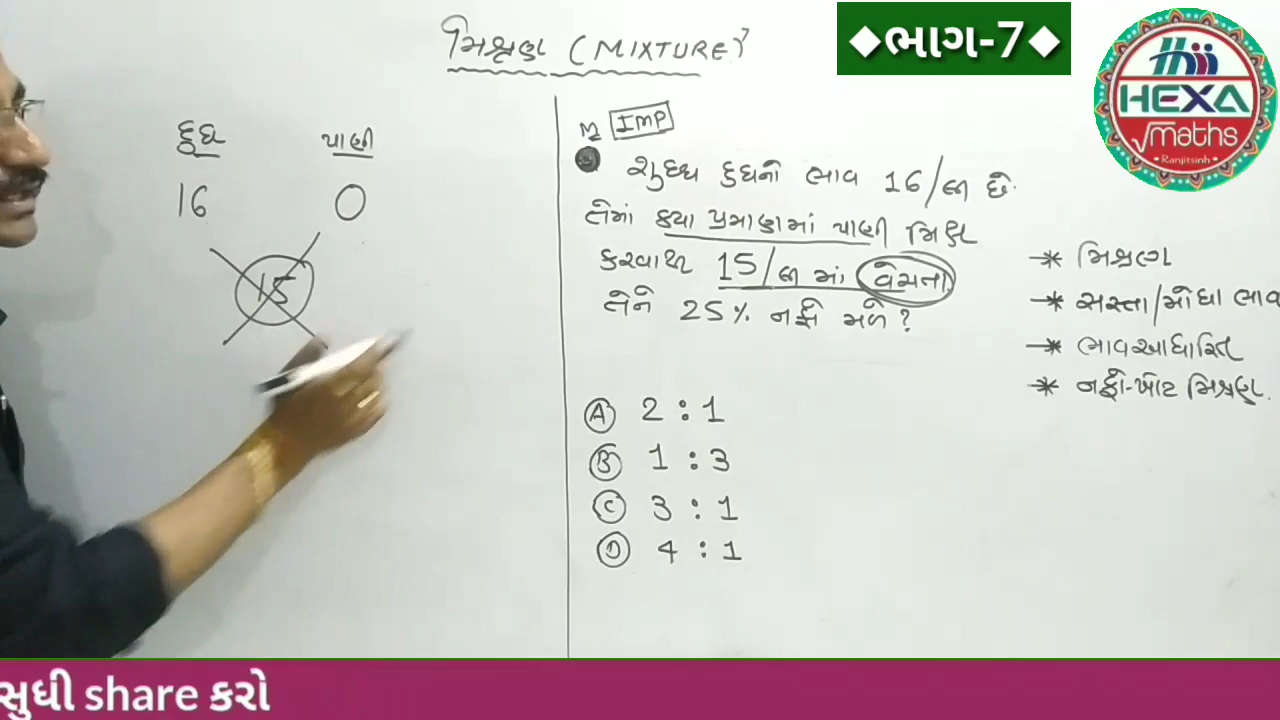 મિશ્રણ (MIXTURE)
◆ભાગ-7◆
HEXA
√maths
Ranjitsinh
દુધ પાણી
16 0
15
IMP
શુધ્ધ દુધનો ભાવ 16/લી છે.
તેમાં ક્યા પ્રમાણમાં પાણી મિક્ષ
કરવાથી 15/લી માં વેચતા
તેને 25% નફો મળે?
A 2 : 1
B 1 : 3
C 3 : 1
D 4 : 1
* મિશ્રણ
* સસ્તા/મોંઘા ભાવ
* ભાવઆધારિત
* નફો-ખોટ મિશ્રણ.
સુધી share કરો